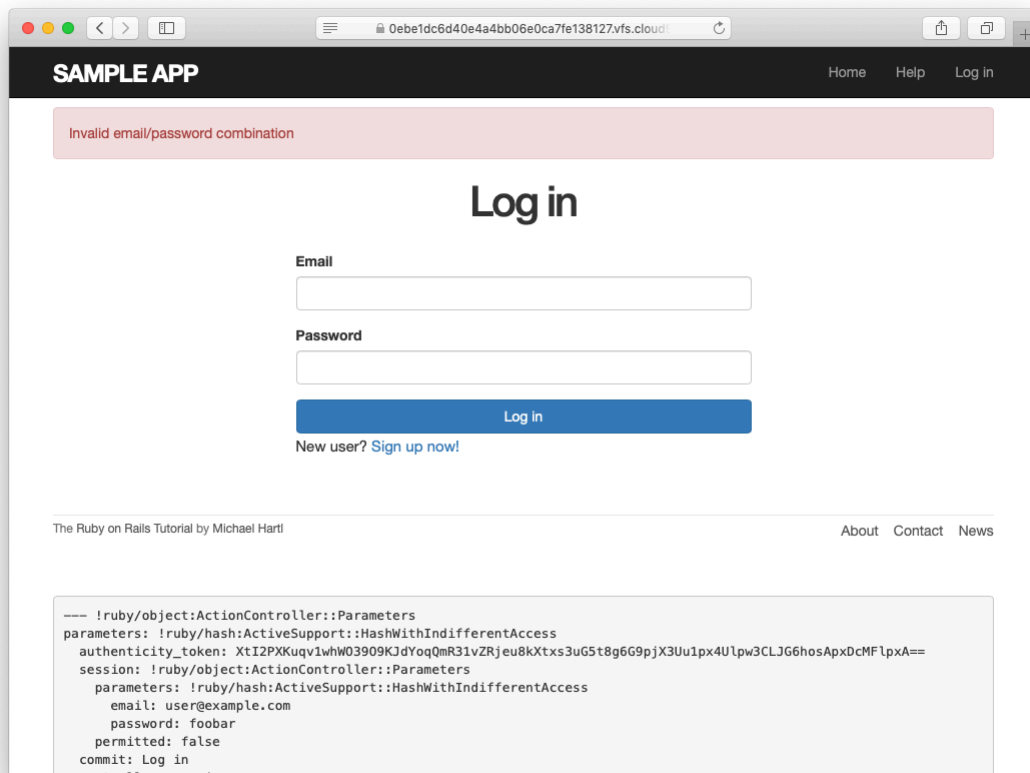 0ebe1dc6d40e4a4bb06e0ca7fe138127.vfs.cloud
SAMPLE APP Home Help Log in
Invalid email/password combination
Log in
Email
Password
Log in
New user? Sign up now!
The Ruby on Rails Tutorial by Michael Hartl About Contact News
--- !ruby/object:ActionController::Parameters
parameters: !ruby/hash:ActiveSupport::HashWithIndifferentAccess
authenticity_token: XtI2PXKuqv1whWO39O9KJdYoqQmR31vZRjeu8kXtxs3uG5t8g6G9pjX3Uu1px4Ulpw3CLJG6hosApxDcMFlpxA==
session: !ruby/object:ActionController::Parameters
parameters: !ruby/hash:ActiveSupport::HashWithIndifferentAccess
email: user@example.com
password: foobar
permitted: false
commit: Log in